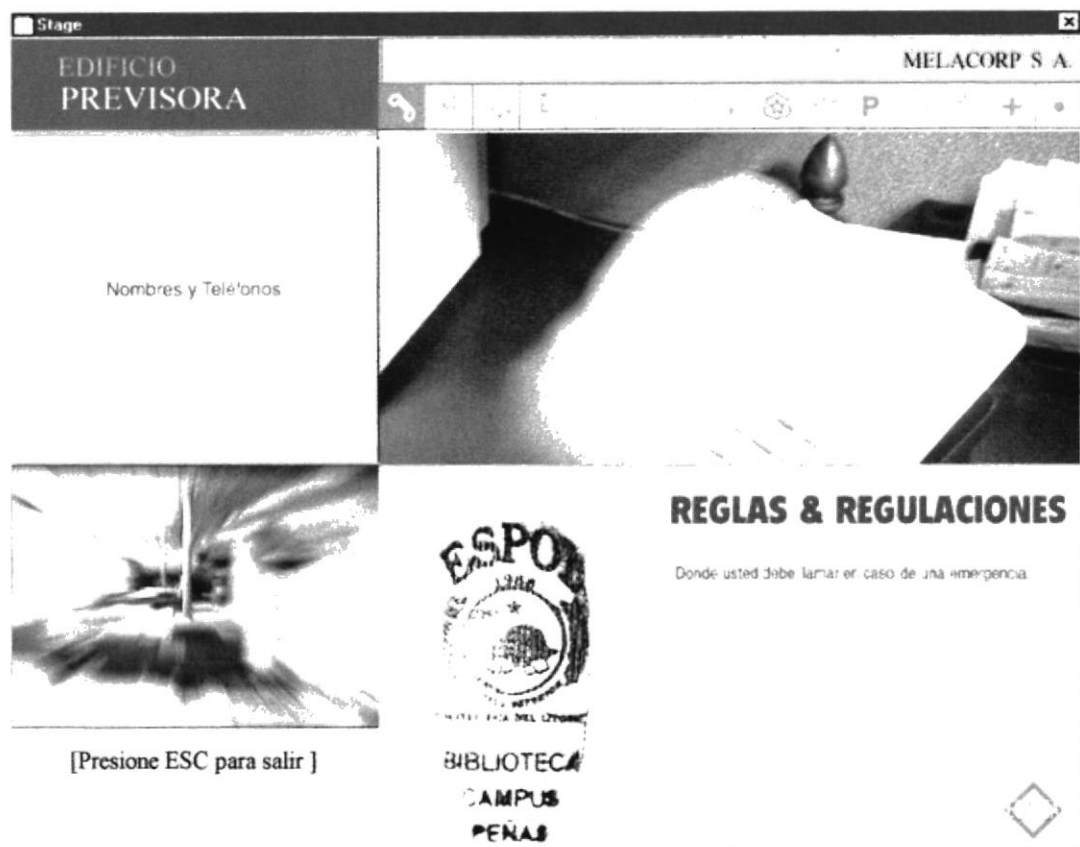 Stage
EDIFICIO
PREVISORA
MELACORP S A.
P
Nombres y Teléfonos
REGLAS & REGULACIONES
Donde usted debe llamar en caso de una emergencia
ESPOL
BIBLIOTECA
CAMPUS
PEÑAS
[Presione ESC para salir ]